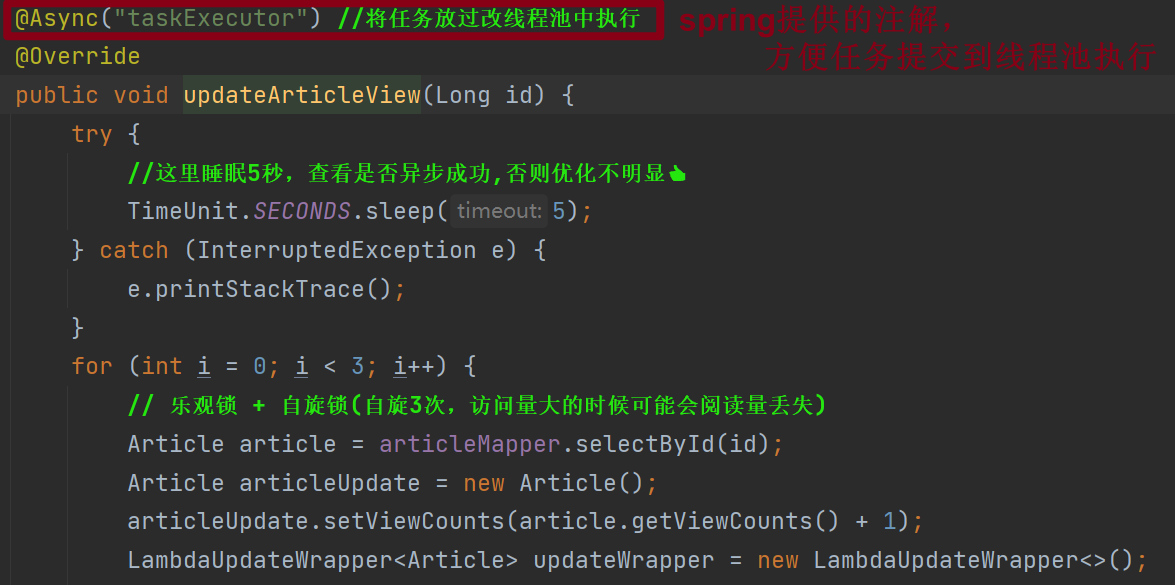 @Async("taskExecutor") //将任务放过改线程池中执行 spring提供的注解，
@Override 方便任务提交到线程池执行
public void updateArticleView(Long id) {
try {
//这里睡眠5秒，查看是否异步成功,否则优化不明显
TimeUnit.SECONDS.sleep( timeout: 5);
} catch (InterruptedException e) {
e.printStackTrace();
}
for (int i = 0; i < 3; i++) {
// 乐观锁 + 自旋锁(自旋3次，访问量大的时候可能会阅读量丢失)
Article article = articleMapper.selectById(id);
Article articleUpdate = new Article();
articleUpdate.setViewCounts(article.getViewCounts() + 1);
LambdaUpdateWrapper<Article> updateWrapper = new LambdaUpdateWrapper<>();